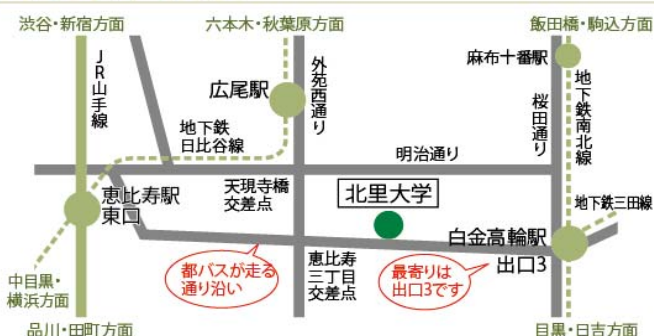 渋谷・新宿方面
六本木・秋葉原方面
飯田橋・駒込方面
JR山手線
外苑西通り
麻布十番駅
広尾駅
桜田通り
地下鉄南北線
地下鉄
日比谷線
明治通り
恵比寿駅
東口
天現寺橋
交差点
北里大学
地下鉄三田線
白金高輪駅
出口3
都バスが走る
通り沿い
恵比寿
三丁目
交差点
最寄りは
出口3です
中目黒・
横浜方面
品川・田町方面
目黒・日吉方面